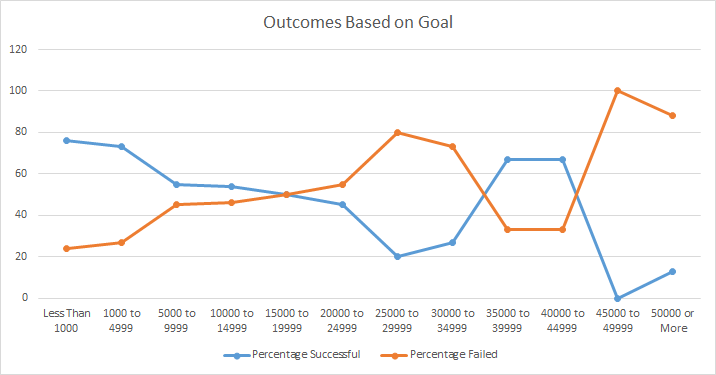 Outcomes Based on Goal
120
100
80
60
40
20
0
Less Than 1000 to 5000 to 10000 to 15000 to 20000 to 25000 to 30000 to 35000 to 40000 to 45000 to 50000 or
1000 4999 9999 14999 19999 24999 29999 34999 39999 44999 49999 More
Percentage Successful Percentage Failed